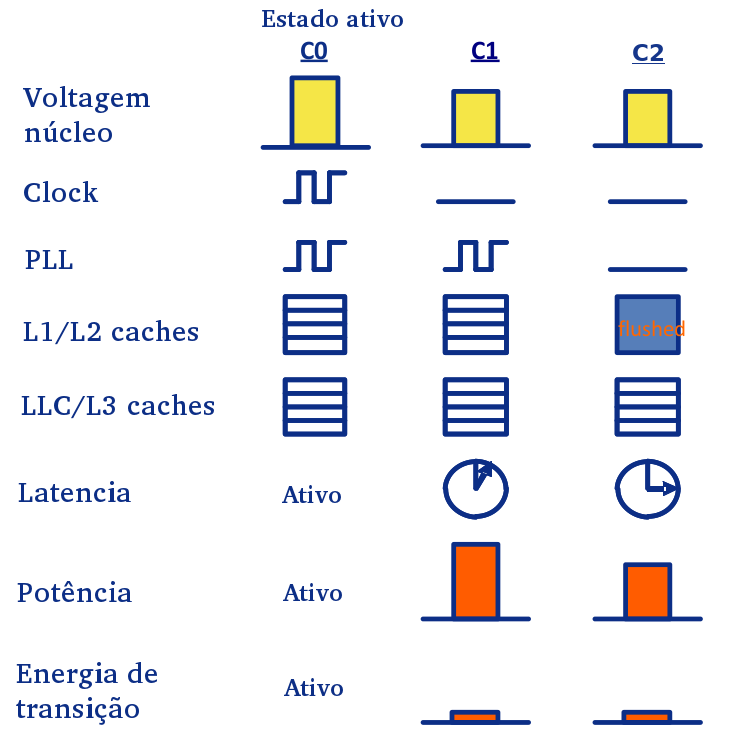 Estado ativo
C0 C1 C2
Voltagem
núcleo
Clock
PLL
L1/L2 caches
flushed
LLC/L3 caches
Latencia Ativo
Potência Ativo
Energia de
transição
Ativo